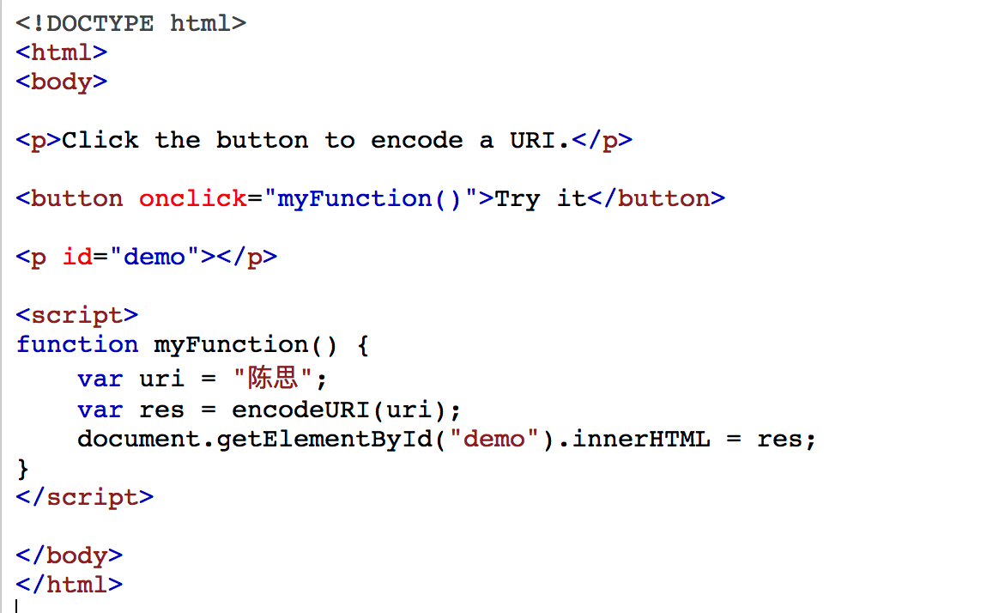 <!DOCTYPE html>
<html>
<body>
<p>Click the button to encode a URI.</p>
<button onclick="myFunction()">Try it</button>
<p id="demo"></p>
<script>
function myFunction() {
    var uri = "陈思";
    var res = encodeURI(uri);
    document.getElementById("demo").innerHTML = res;
}
</script>
</body>
</html>